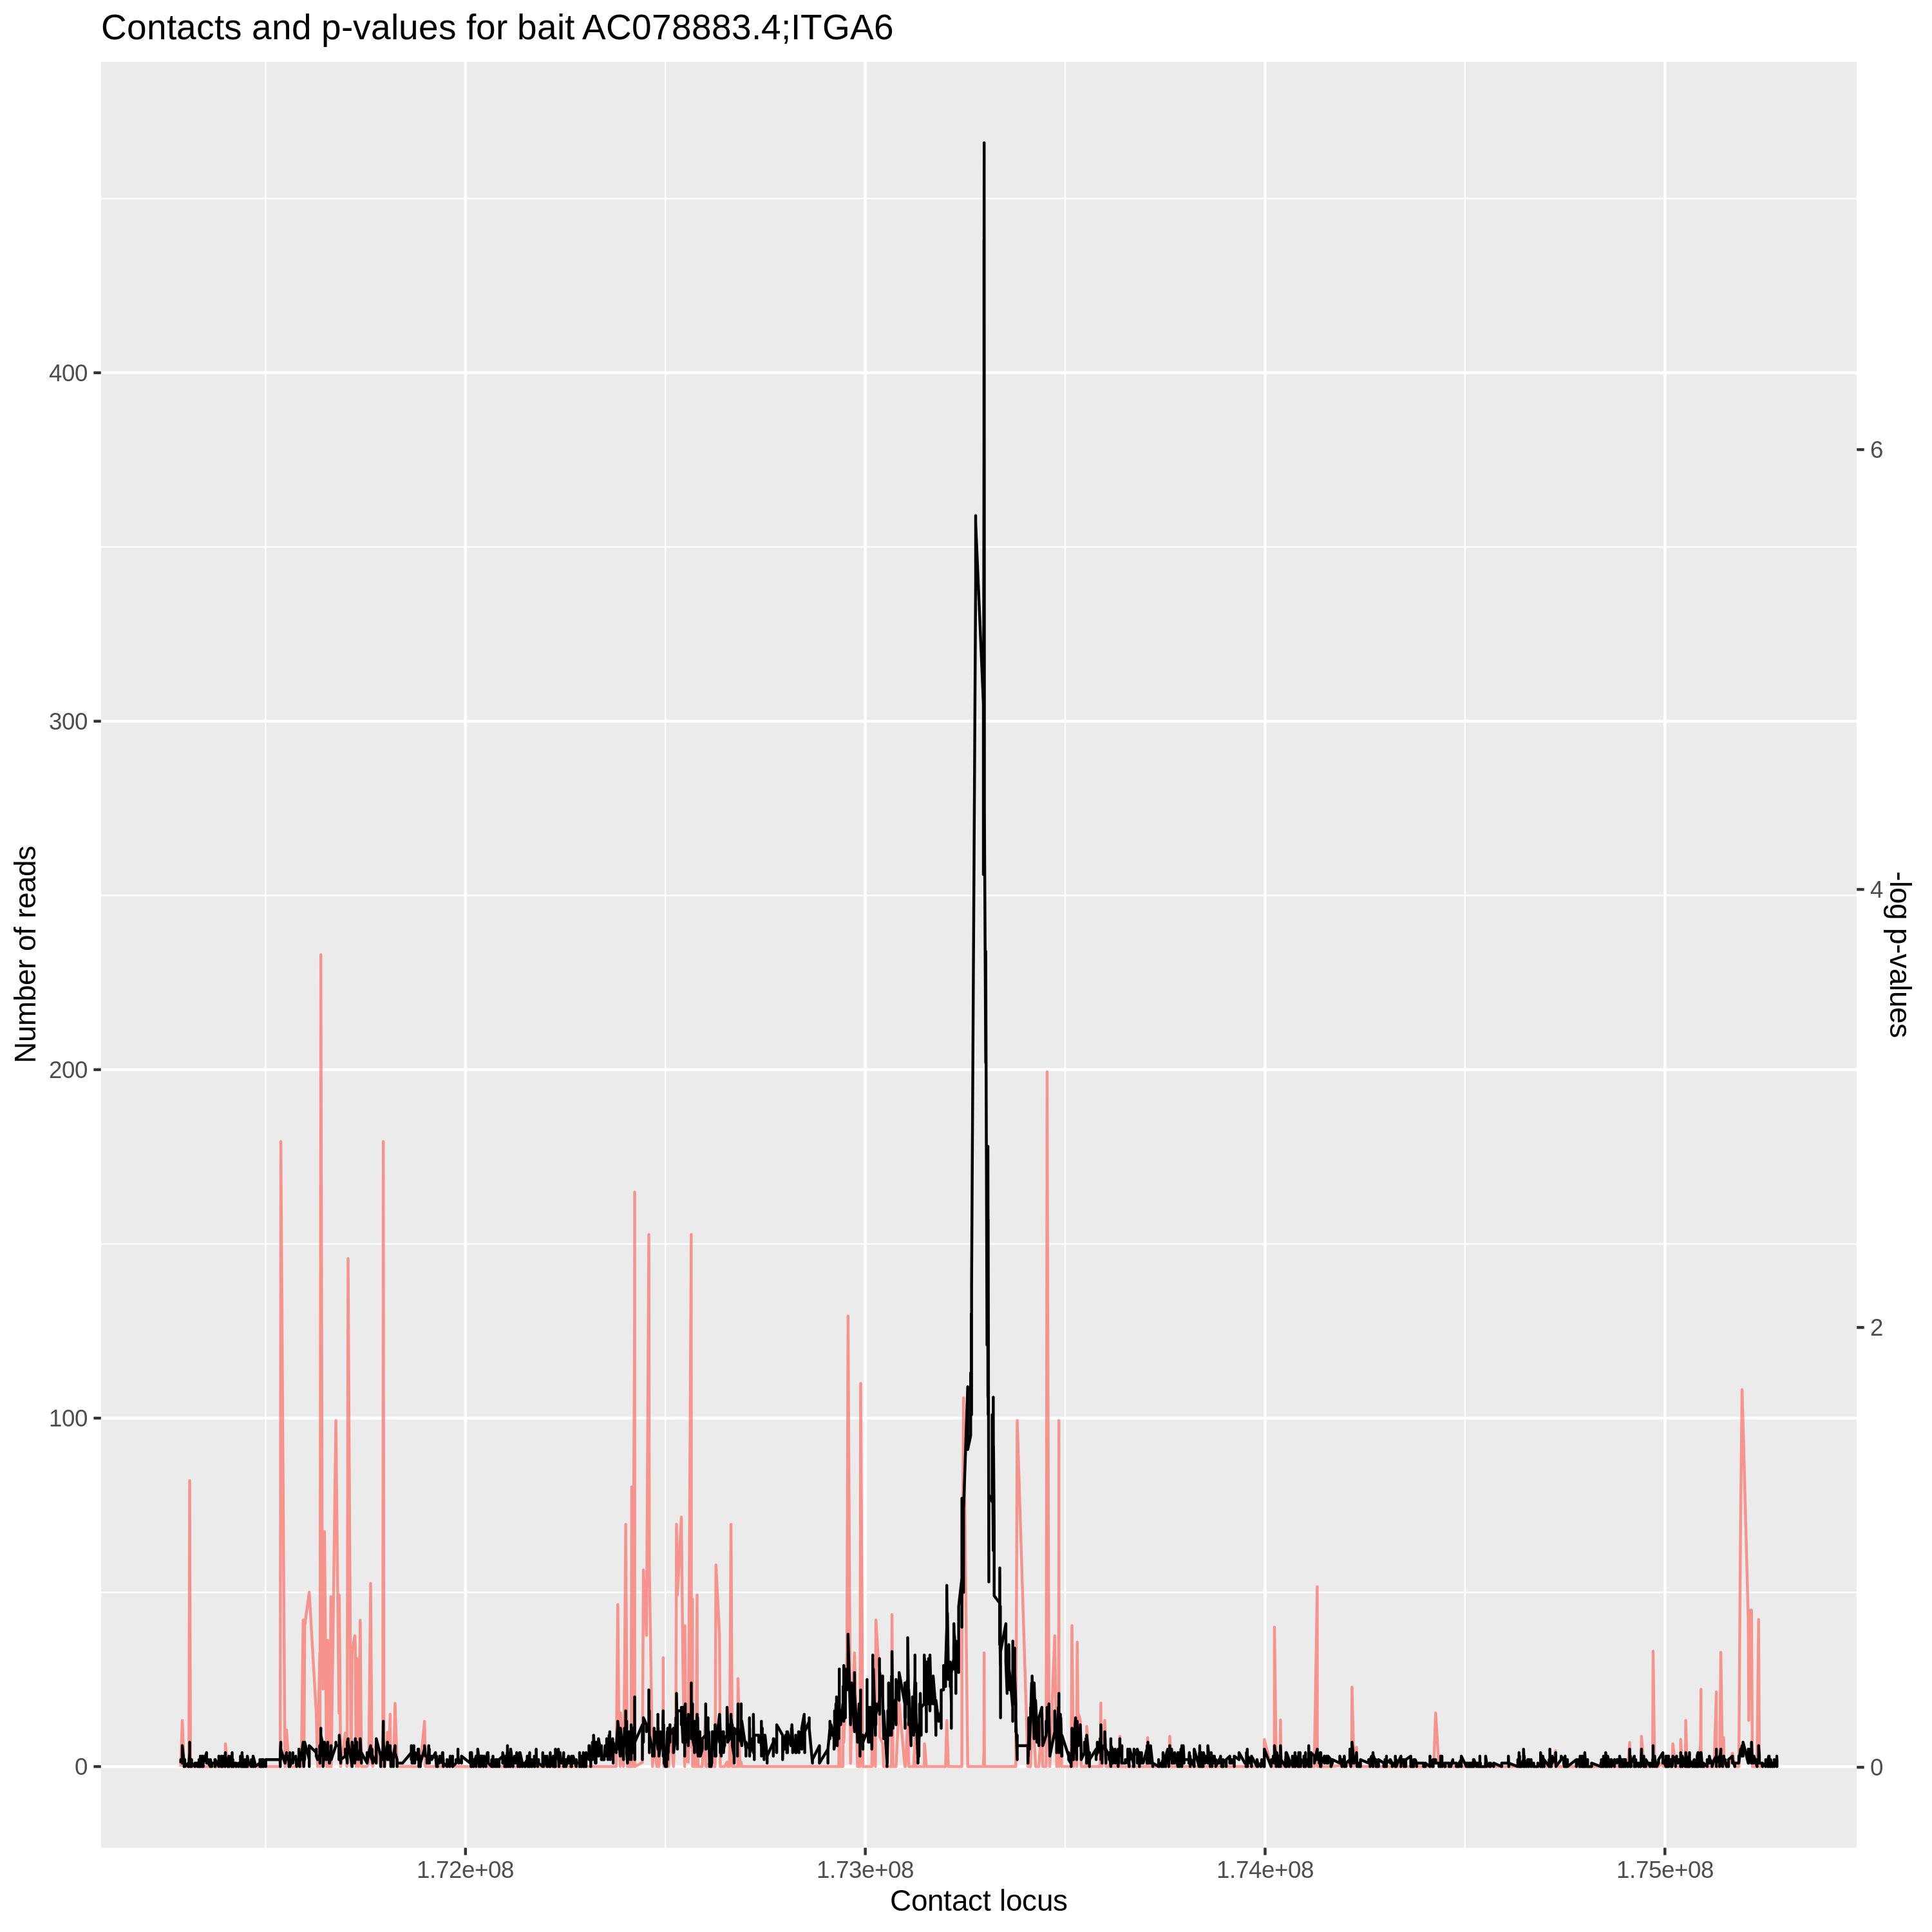 Contacts and p-values for bait AC078883.4;ITGA6
Number of reads
400
300
200
100
0
6
4
2
0
-log p-values
1.72e+08
1.73e+08
1.74e+08
1.75e+08
Contact locus